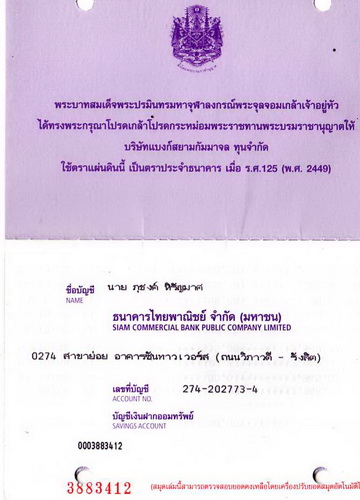 พระบาทสมเด็จพระปรมินทรมหาจุฬาลงกรณ์พระจุลจอมเกล้าเจ้าอยู่หัว
ได้ทรงพระกรุณาโปรดเกล้าโปรดกระหม่อมพระราชทานพระบรมราชานุญาตให้
บริษัทแบงก์สยามกัมมาจล ทุนจำกัด
ใช้ตราแผ่นดินนี้ เป็นตราประจำธนาคาร เมื่อ ร.ศ.125 (พ.ศ. 2449)
ชื่อบัญชี นาย ภุชงค์ หิรัญมาศ
NAME
ธนาคารไทยพาณิชย์ จำกัด (มหาชน)
SIAM COMMERCIAL BANK PUBLIC COMPANY LIMITED
0274 สาขาย่อย อาคารซันทาวเวอร์ส (ถนนวิภาวดี - รังสิต)
เลขที่บัญชี 274-202773-4
ACCOUNT NO.
บัญชีเงินฝากออมทรัพย์
SAVINGS ACCOUNT
0003883412
3883412 (สมุดเล่มนี้สามารถตรวจสอบยอดคงเหลือโดยเครื่องปรับยอดสมุดอัตโนมัติ